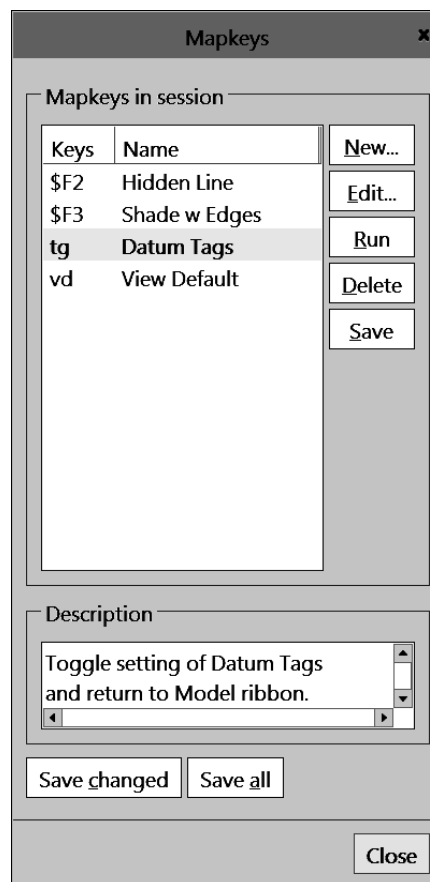 Mapkeys x
Mapkeys in session
Keys Name
$F2 Hidden Line
$F3 Shade w Edges
tg Datum Tags
vd View Default
New...
Edit...
Run
Delete
Save
Description
Toggle setting of Datum Tags
and return to Model ribbon.
Save changed Save all
Close